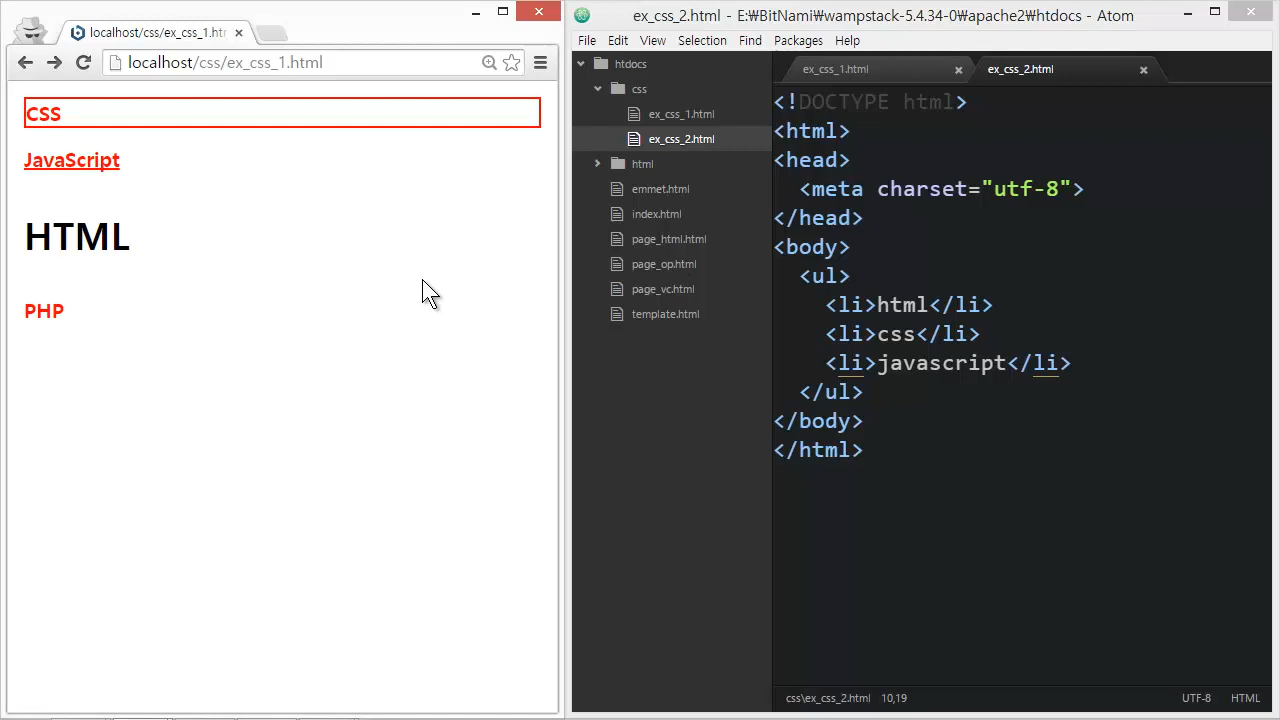 localhost/css/ex_css_1.htm
localhost/css/ex_css_1.html
CSS
JavaScript
HTML
PHP
ex_css_2.html - E:₩BitNami₩wampstack-5.4.34-0₩apache2₩htdocs - Atom
File Edit View Selection Find Packages Help
htdocs
css
ex_css_1.html
ex_css_2.html
html
emmet.html
index.html
page_html.html
page_op.html
page_vc.html
template.html
ex_css_1.html ex_css_2.html
<!DOCTYPE html>
<html>
<head>
<meta charset="utf-8">
</head>
<body>
<ul>
<li>html</li>
<li>css</li>
<li>javascript</li>
</ul>
</body>
</html>
css\ex_css_2.html 10,19 UTF-8 HTML